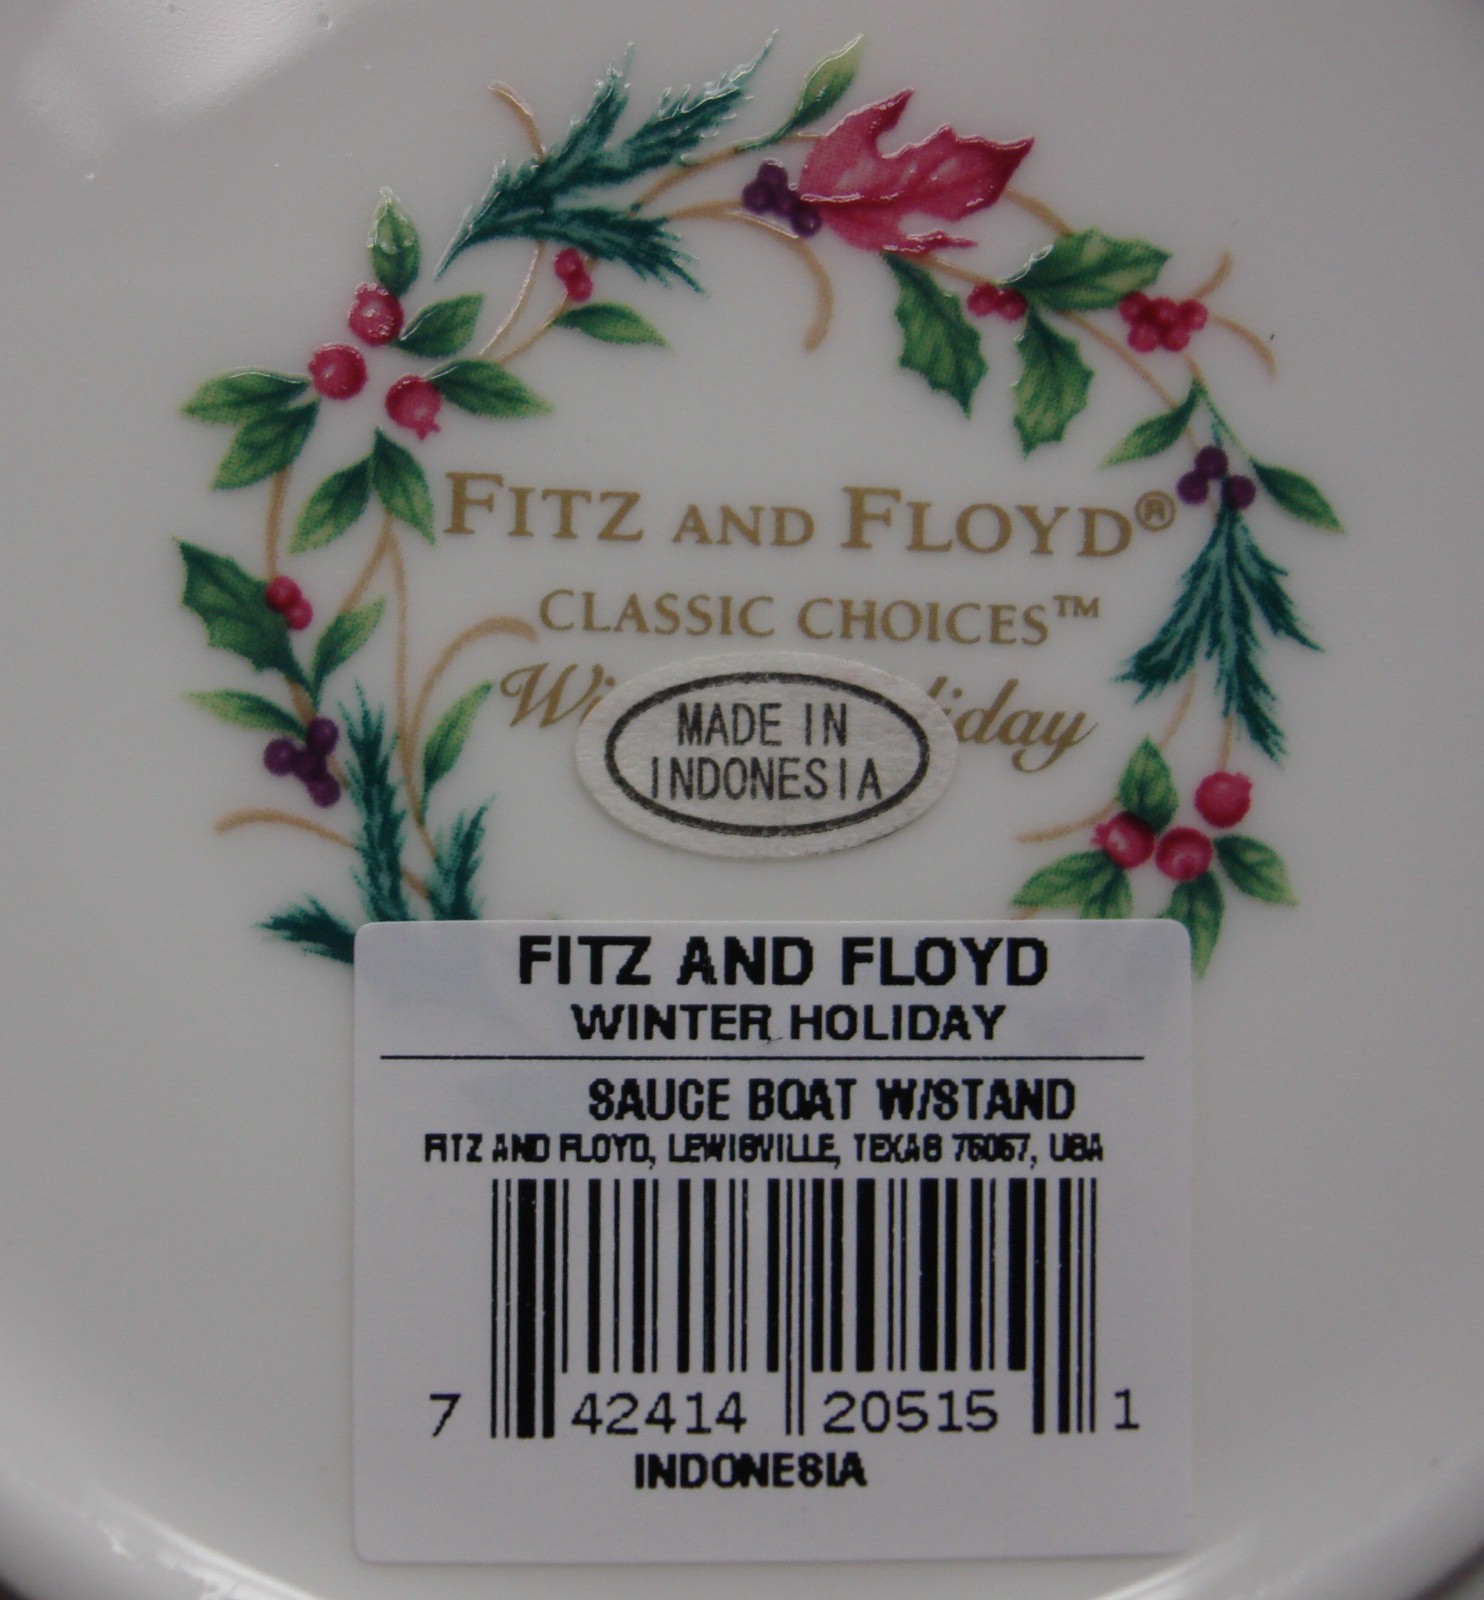 FITZ AND FLOYD®
CLASSIC CHOICES™
MADE IN
INDONESIA
FITZ AND FLOYD
WINTER HOLIDAY
SAUCE BOAT W/STAND
FITZ AND FLOYD, LEWISVILLE, TEXAS 75057, USA
7 42414 20515 1
INDONESIA